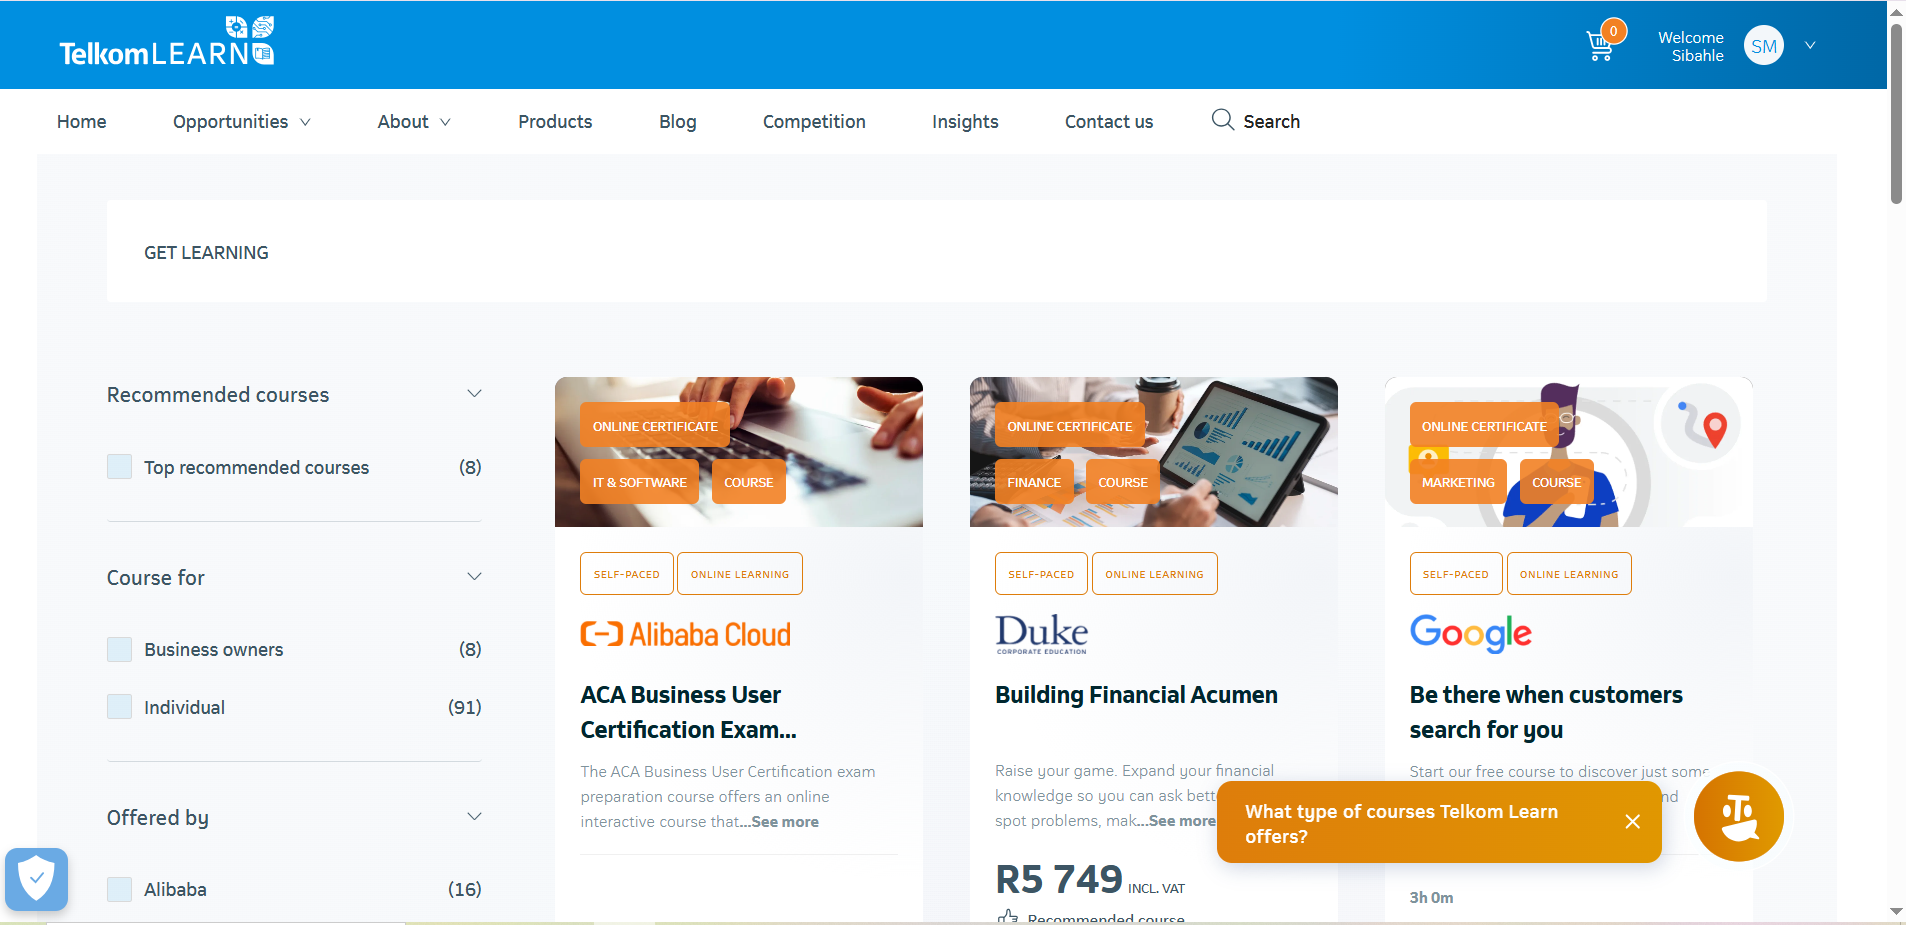 TelkomLEARN
0
Welcome
Sibahle
SM
Home
Opportunities
About
Products
Blog
Competition
Insights
Contact us
Search
GET LEARNING
Recommended courses
Top recommended courses (8)
Course for
Business owners (8)
Individual (91)
Offered by
Alibaba (16)
ONLINE CERTIFICATE
IT & SOFTWARE COURSE
SELF-PACED ONLINE LEARNING
Alibaba Cloud
ACA Business User
Certification Exam...
The ACA Business User Certification exam
preparation course offers an online
interactive course that...See more
ONLINE CERTIFICATE
FINANCE COURSE
SELF-PACED ONLINE LEARNING
Duke
CORPORATE EDUCATION
Building Financial Acumen
Raise your game. Expand your financial
knowledge so you can ask
spot problems, mak...See more
R5 749 INCL. VAT
Recommended course
ONLINE CERTIFICATE
MARKETING COURSE
SELF-PACED ONLINE LEARNING
Google
Be there when customers
search for you
Start our free course to discover just some
3h 0m
What type of courses Telkom Learn
offers?